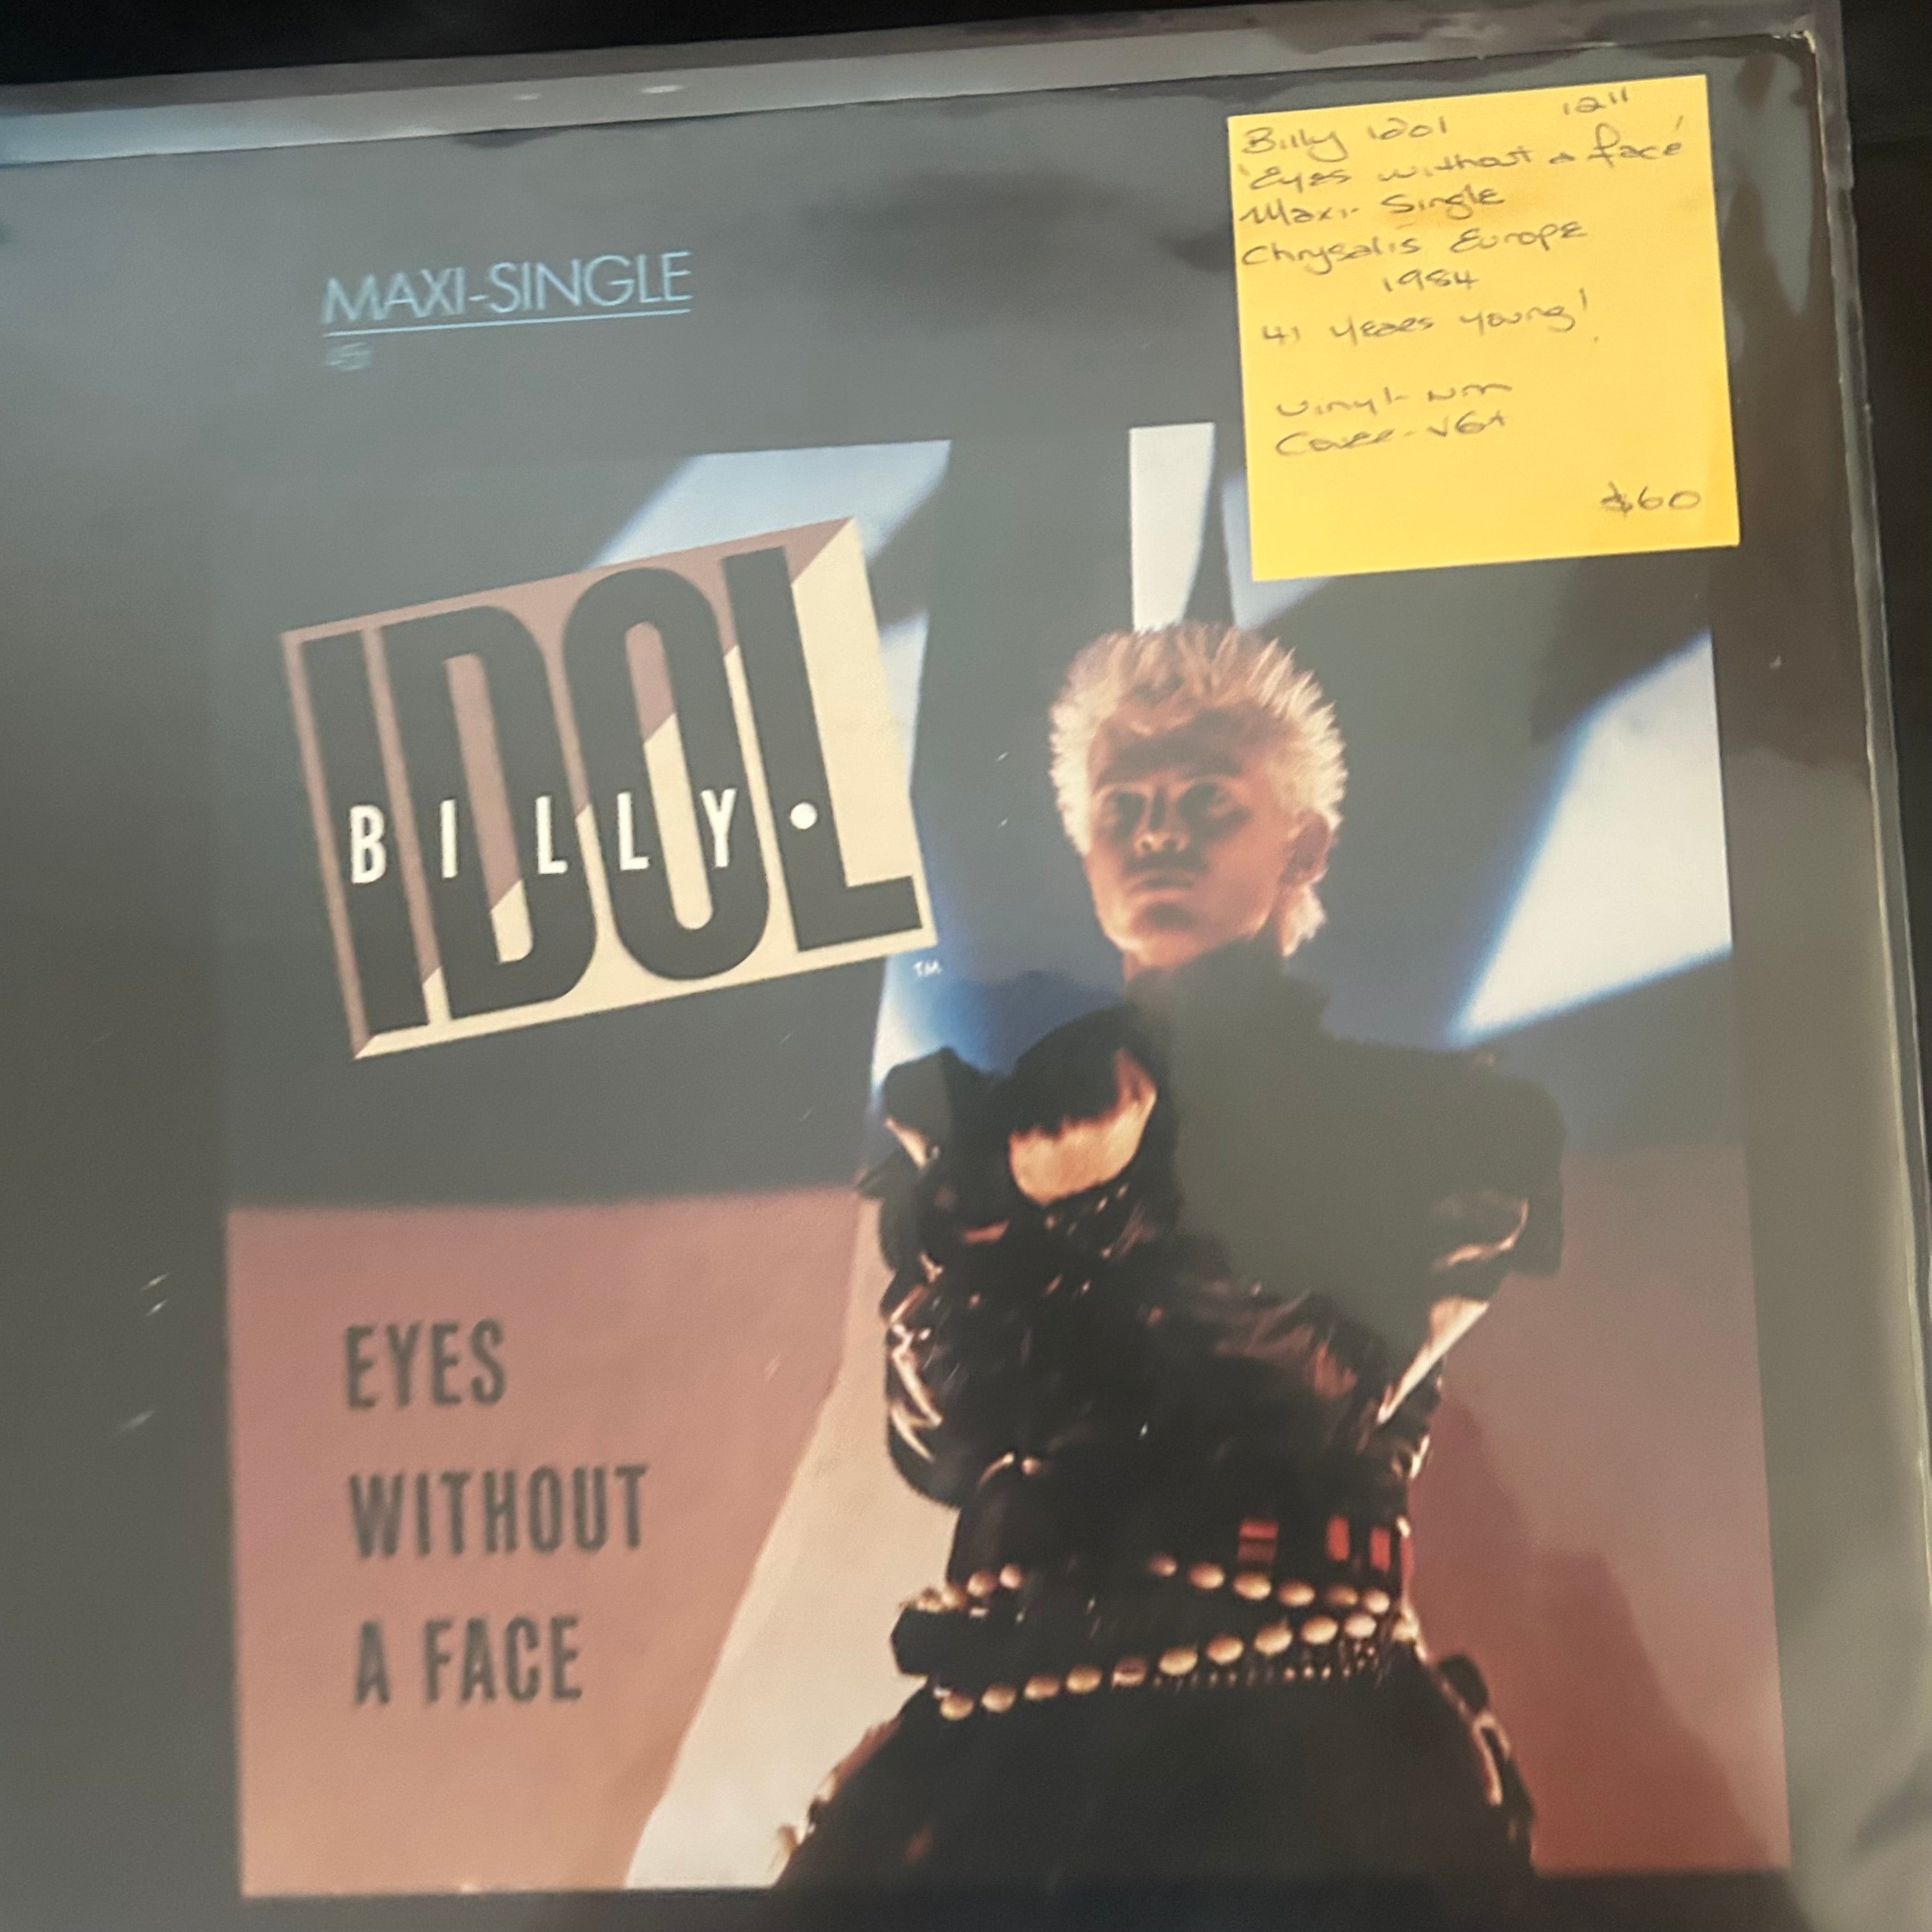 Billy Idol 12"
'Eyes without a face'
Maxi-Single
Chrysalis Europe
1984
41 years young!
Vinyl-NM
Cover-VG+
$60
MAXI-SINGLE
45
IDOL
BILLY.
TM
EYES
WITHOUT
A FACE